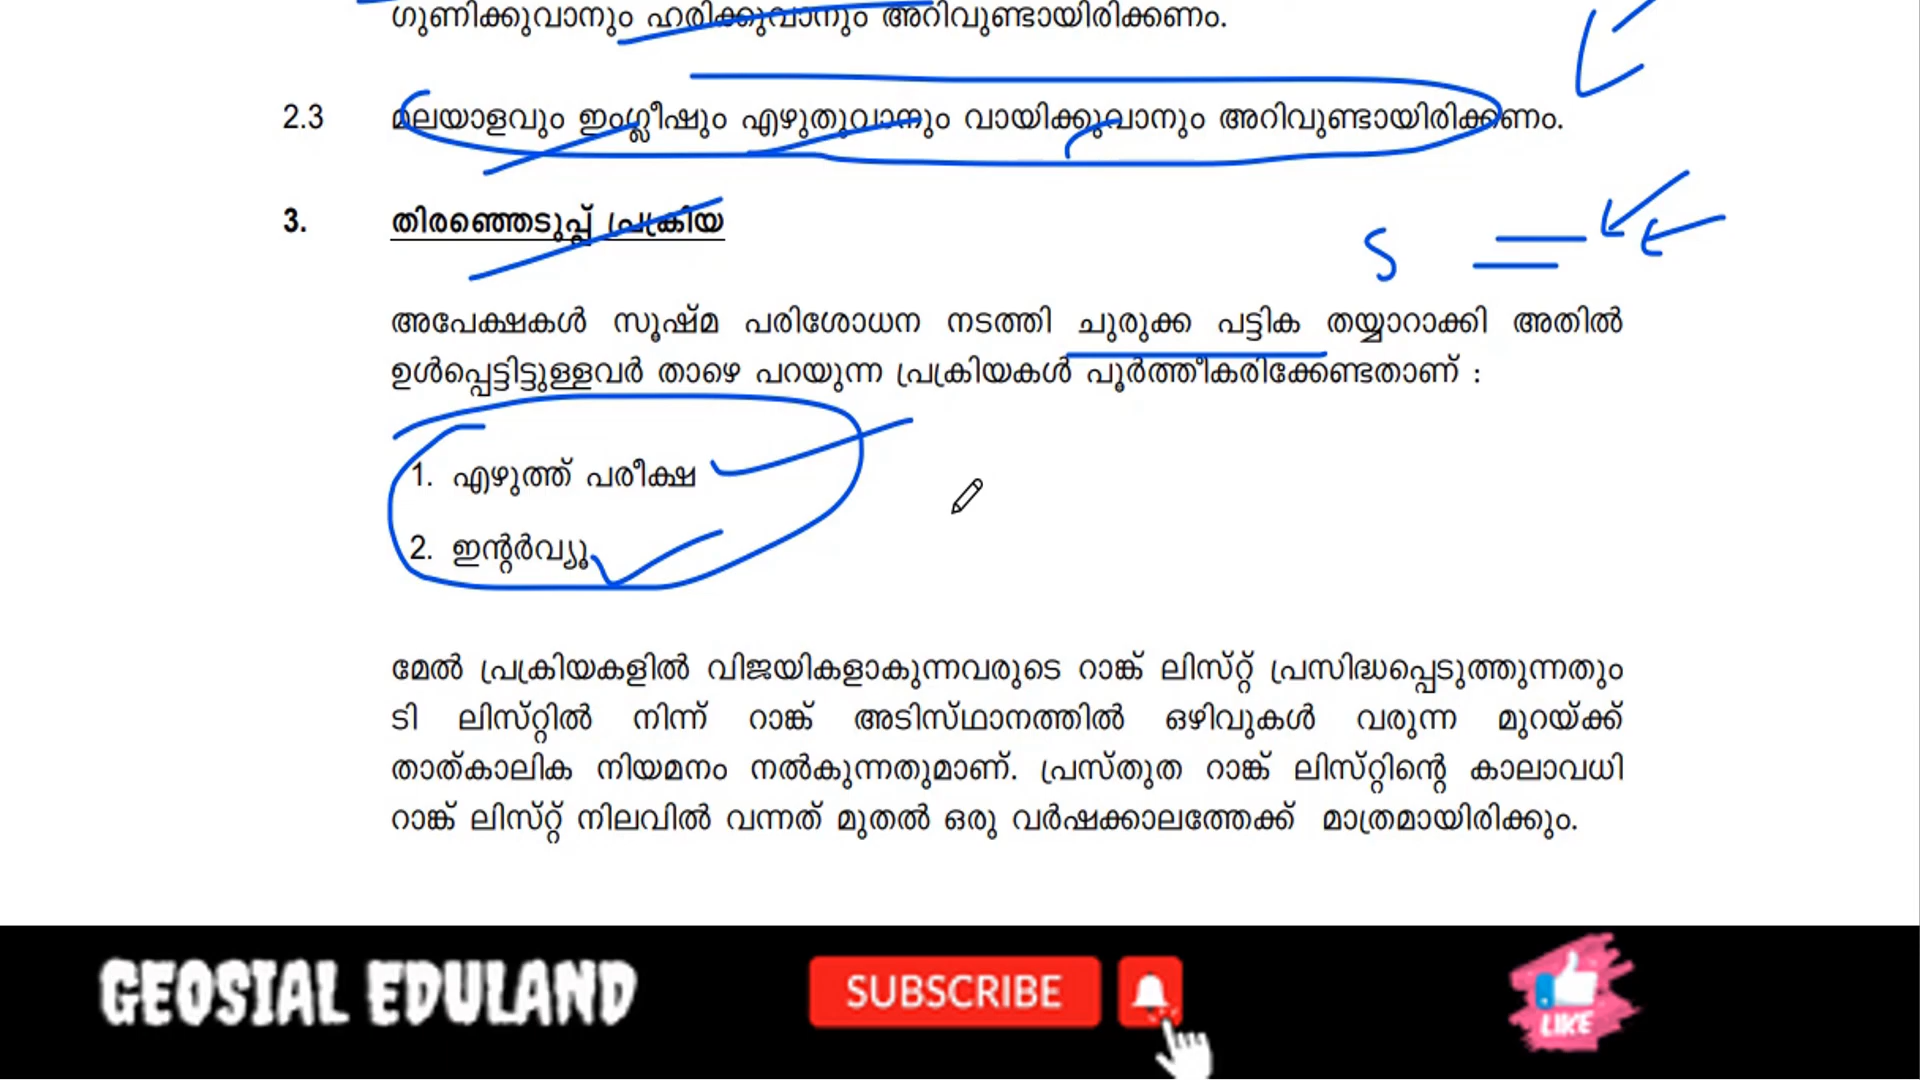 ഗുണിക്കുവാനും ഹരിക്കുവാനും അറിവുണ്ടായിരിക്കണം.
2.3 മലയാളവും ഇംഗ്ലീഷും എഴുതുവാനും വായിക്കുവാനും അറിവുണ്ടായിരിക്കണം.
3. തിരഞ്ഞെടുപ്പ് പ്രക്രിയ
S
അപേക്ഷകൾ സൂഷ്മ പരിശോധന നടത്തി ചുരുക്ക പട്ടിക തയ്യാറാക്കി അതിൽ
ഉൾപ്പെട്ടിട്ടുള്ളവർ താഴെ പറയുന്ന പ്രക്രിയകൾ പൂർത്തീകരിക്കേണ്ടതാണ് :
1. എഴുത്ത് പരീക്ഷ
2. ഇന്റർവ്യൂ
മേൽ പ്രക്രിയകളിൽ വിജയികളാകുന്നവരുടെ റാങ്ക് ലിസ്റ്റ് പ്രസിദ്ധപ്പെടുത്തുന്നതും
ടി ലിസ്റ്റിൽ നിന്ന് റാങ്ക് അടിസ്ഥാനത്തിൽ ഒഴിവുകൾ വരുന്ന മുറയ്ക്ക്
താത്കാലിക നിയമനം നൽകുന്നതുമാണ്. പ്രസ്തുത റാങ്ക് ലിസ്റ്റിന്റെ കാലാവധി
റാങ്ക് ലിസ്റ്റ് നിലവിൽ വന്നത് മുതൽ ഒരു വർഷക്കാലത്തേക്ക് മാത്രമായിരിക്കും.
GEOSIAL EDULAND
SUBSCRIBE
LIKE